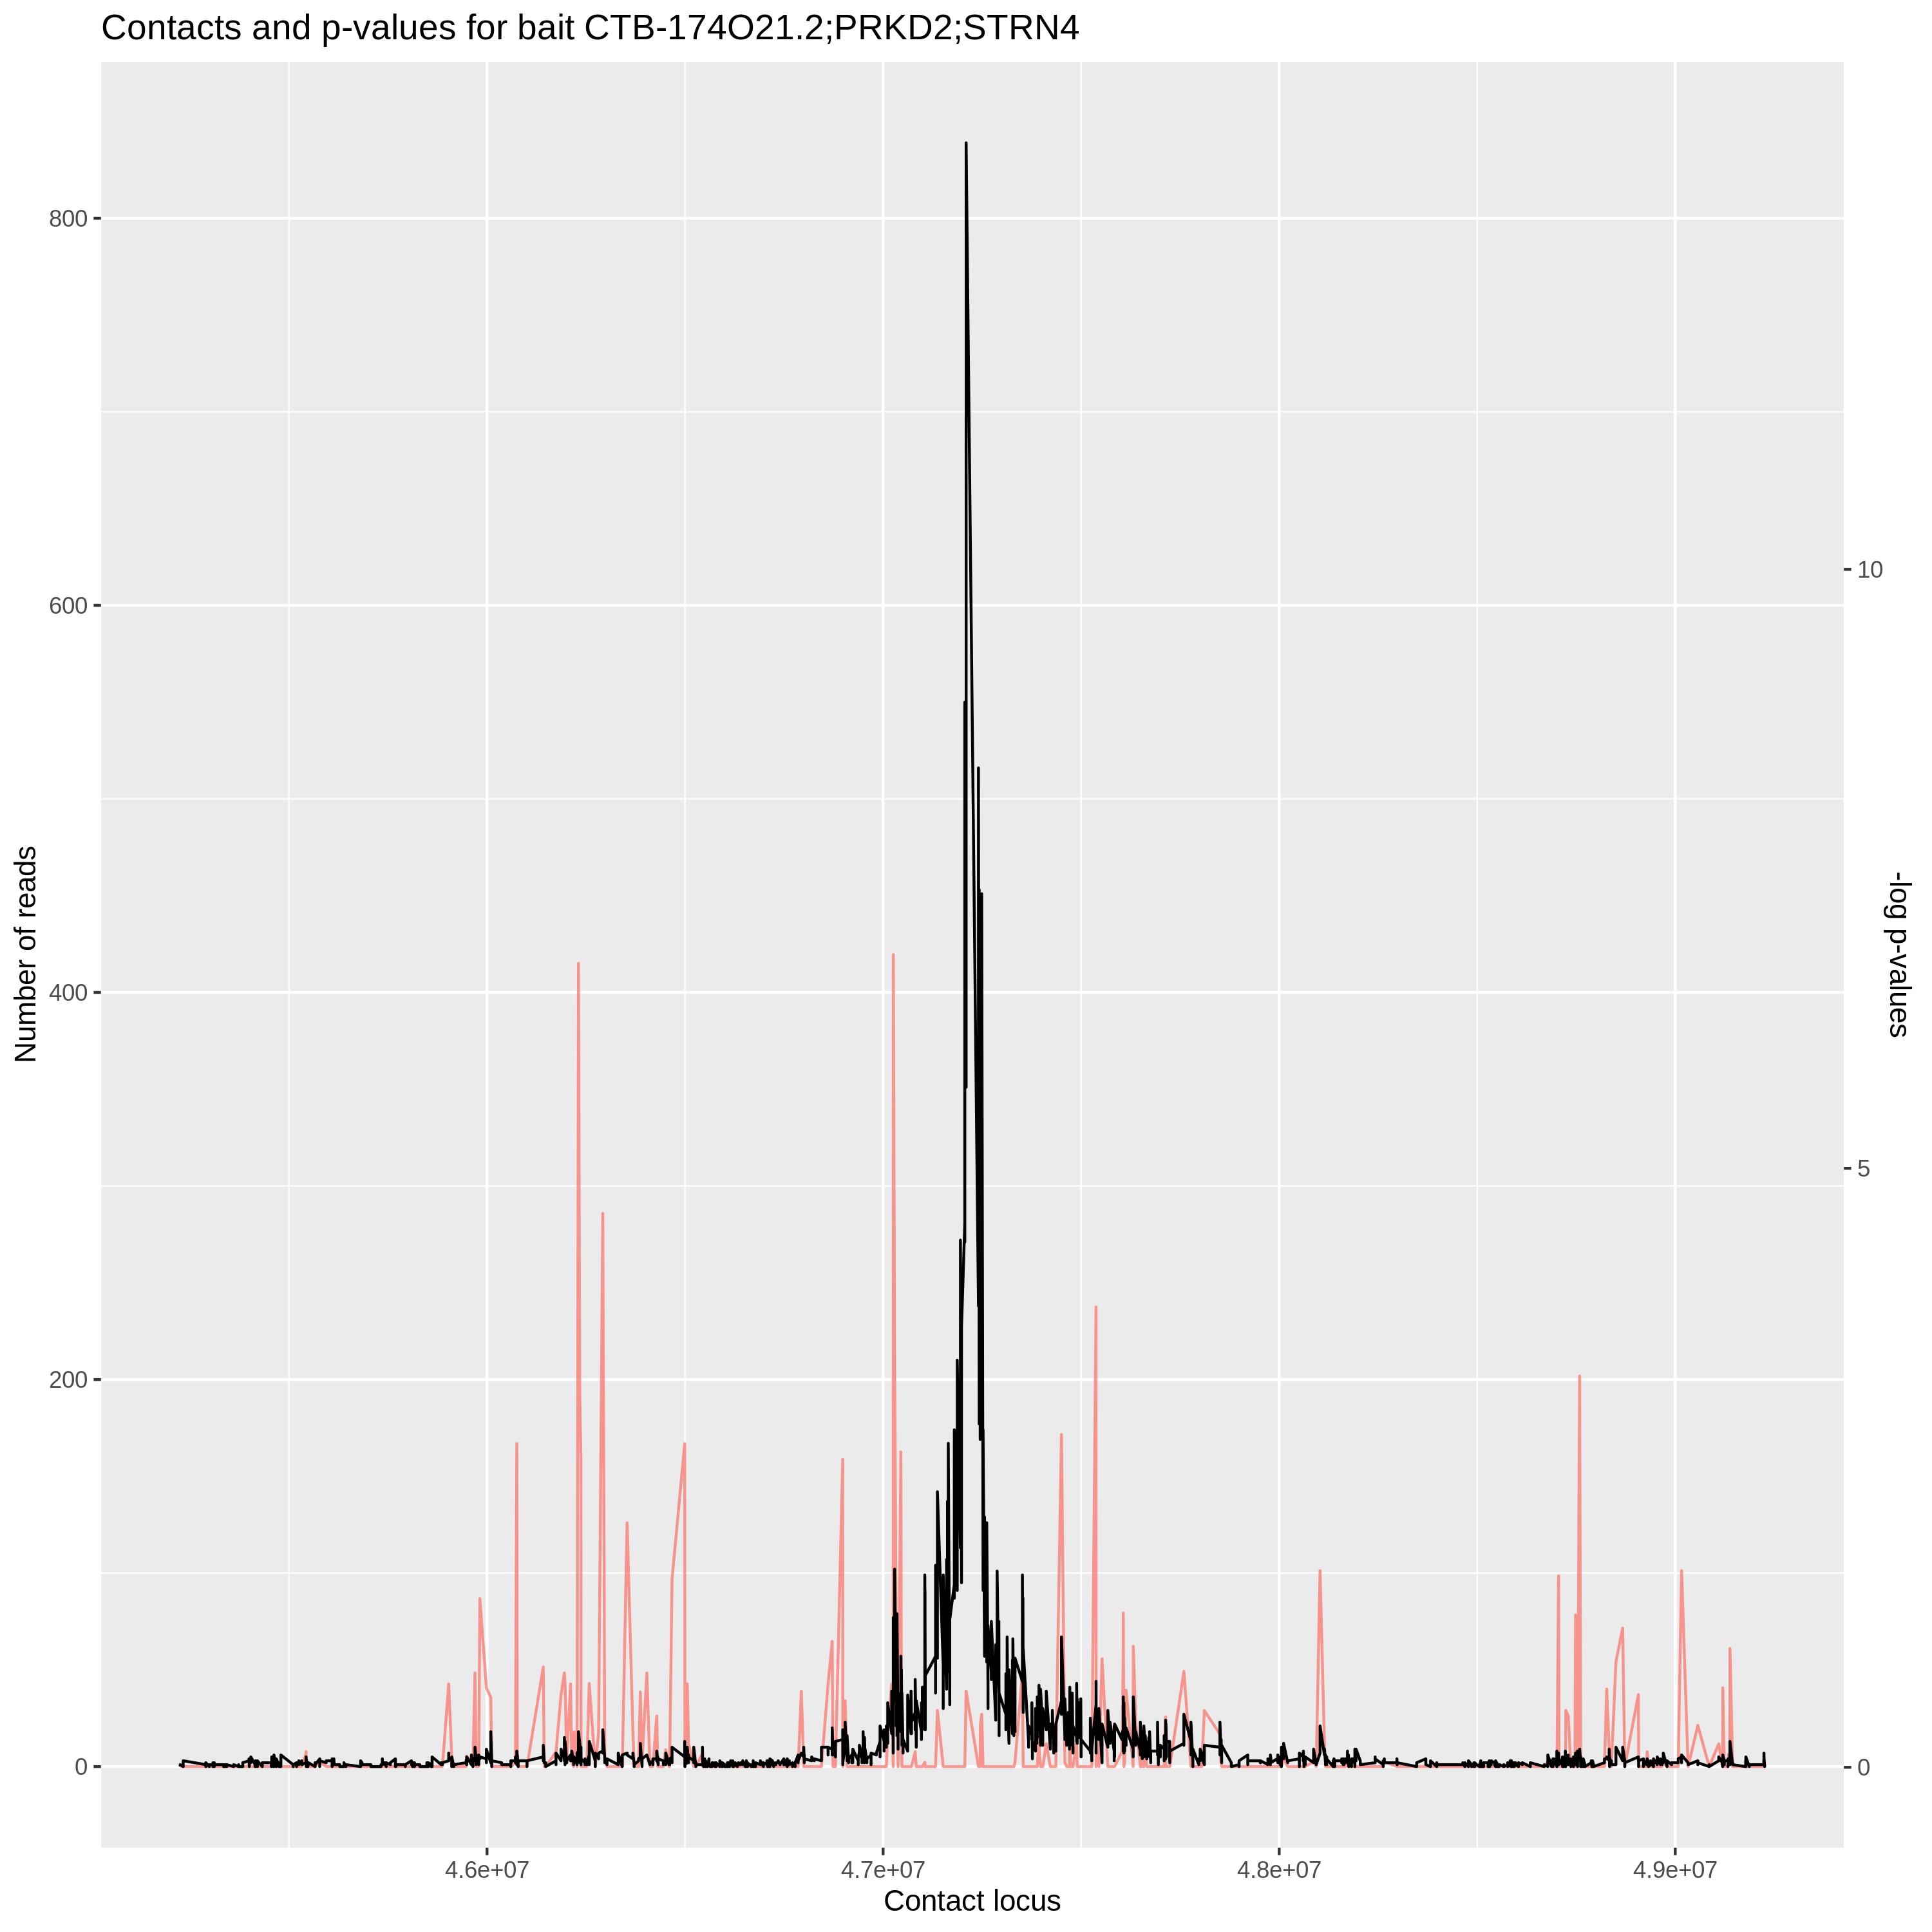 Contacts and p-values for bait CTB-174O21.2;PRKD2;STRN4
800
600
400
200
0
Number of reads
10
5
0
-log p-values
4.6e+07
4.7e+07
4.8e+07
4.9e+07
Contact locus